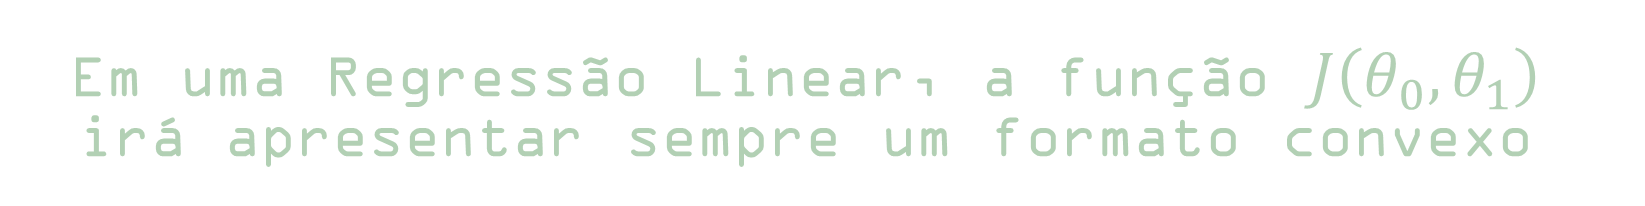 Em uma Regressão Linear, a função J(θ₀,θ₁)
irá apresentar sempre um formato convexo